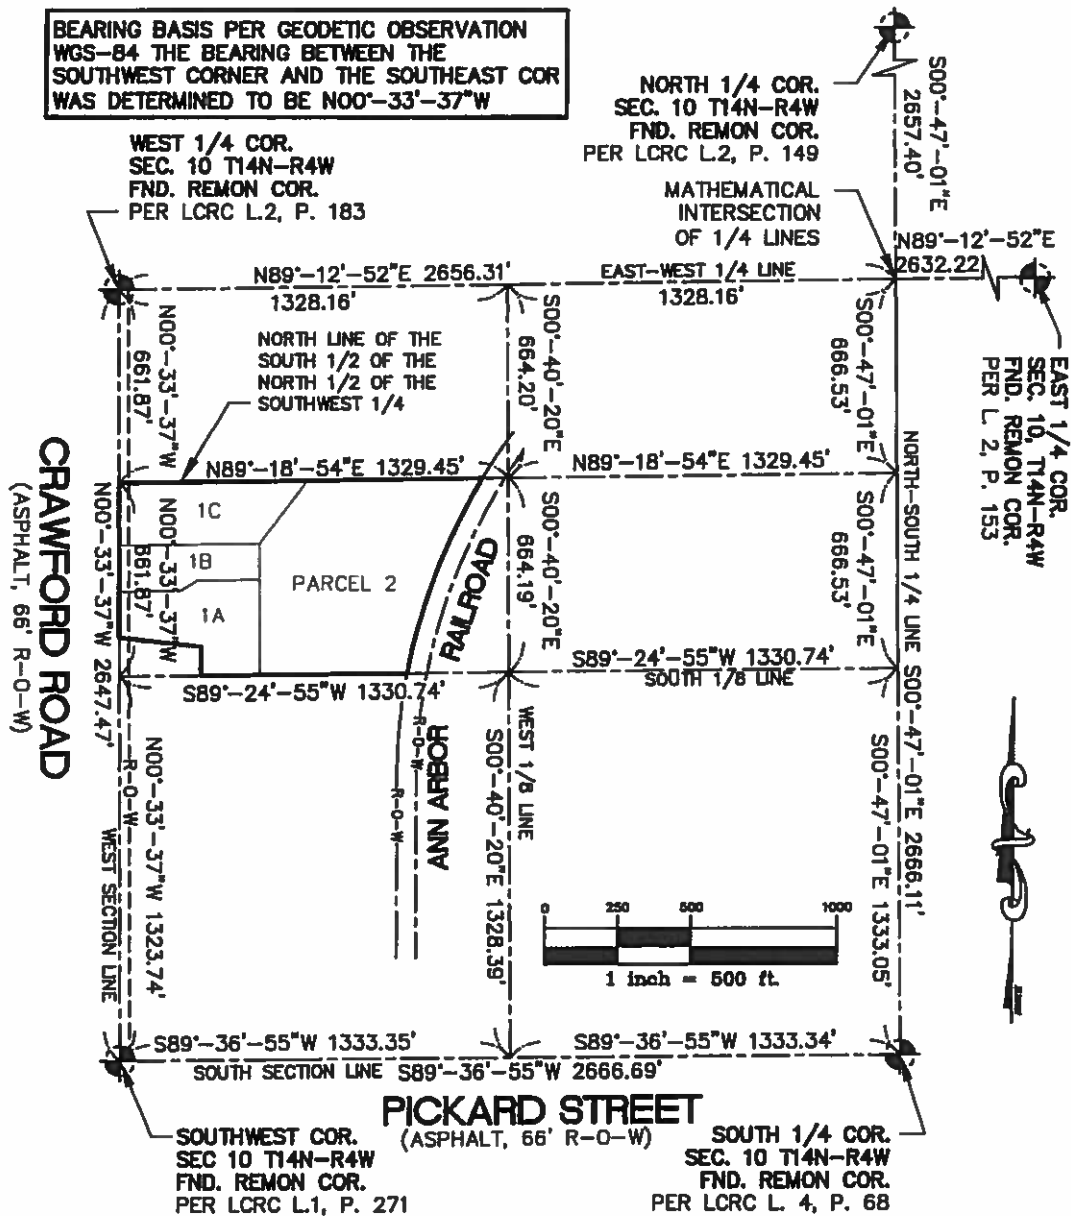 BEARING BASIS PER GEODETIC OBSERVATION
WGS-84 THE BEARING BETWEEN THE
SOUTHWEST CORNER AND THE SOUTHEAST COR
WAS DETERMINED TO BE N00°-33'-37"W
NORTH 1/4 COR.
SEC. 10 T14N-R4W
FND. REMON COR.
PER LCRC L.2, P. 149
S00°-47'-01"E
2657.40'
WEST 1/4 COR.
SEC. 10 T14N-R4W
FND. REMON COR.
PER LCRC L.2, P. 183
MATHEMATICAL
INTERSECTION
OF 1/4 LINES
N89°-12'-52"E
2632.22'
N89°-12'-52"E 2656.31'
1328.16'
EAST-WEST 1/4 LINE
1328.16'
EAST 1/4 COR.
SEC. 10, T14N-R4W
FND. REMON COR.
PER L. 2, P. 153
N00°-33'-37"W
661.87'
NORTH LINE OF THE
SOUTH 1/2 OF THE
NORTH 1/2 OF THE
SOUTHWEST 1/4
S00°-40'-20"E
664.20'
S00°-47'-01"E
666.53'
N89°-18'-54"E 1329.45'
N89°-18'-54"E 1329.45'
NORTH-SOUTH 1/4 LINE S00°-47'-01"E 2666.11'
CRAWFORD ROAD
(ASPHALT, 66' R-O-W)
N00°-33'-37"W 2647.47'
N00°-33'-37"W
661.87'
1C
1B
1A
PARCEL 2
S00°-40'-20"E
664.19'
S00°-47'-01"E
666.53'
ANN ARBOR
RAILROAD
S89°-24'-55"W 1330.74'
S89°-24'-55"W 1330.74'
SOUTH 1/8 LINE
R-O-W
R-O-W
R-O-W
WEST SECTION LINE
N00°-33'-37"W 1323.74'
WEST 1/8 LINE
S00°-40'-20"E 1328.39'
S00°-47'-01"E 1333.05'
0 250 500 1000
1 inch = 500 ft.
S89°-36'-55"W 1333.35'
S89°-36'-55"W 1333.34'
SOUTH SECTION LINE S89°-36'-55"W 2666.69'
PICKARD STREET
(ASPHALT, 66' R-O-W)
SOUTHWEST COR.
SEC 10 T14N-R4W
FND. REMON COR.
PER LCRC L.1, P. 271
SOUTH 1/4 COR.
SEC. 10 T14N-R4W
FND. REMON COR.
PER LCRC L. 4, P. 68